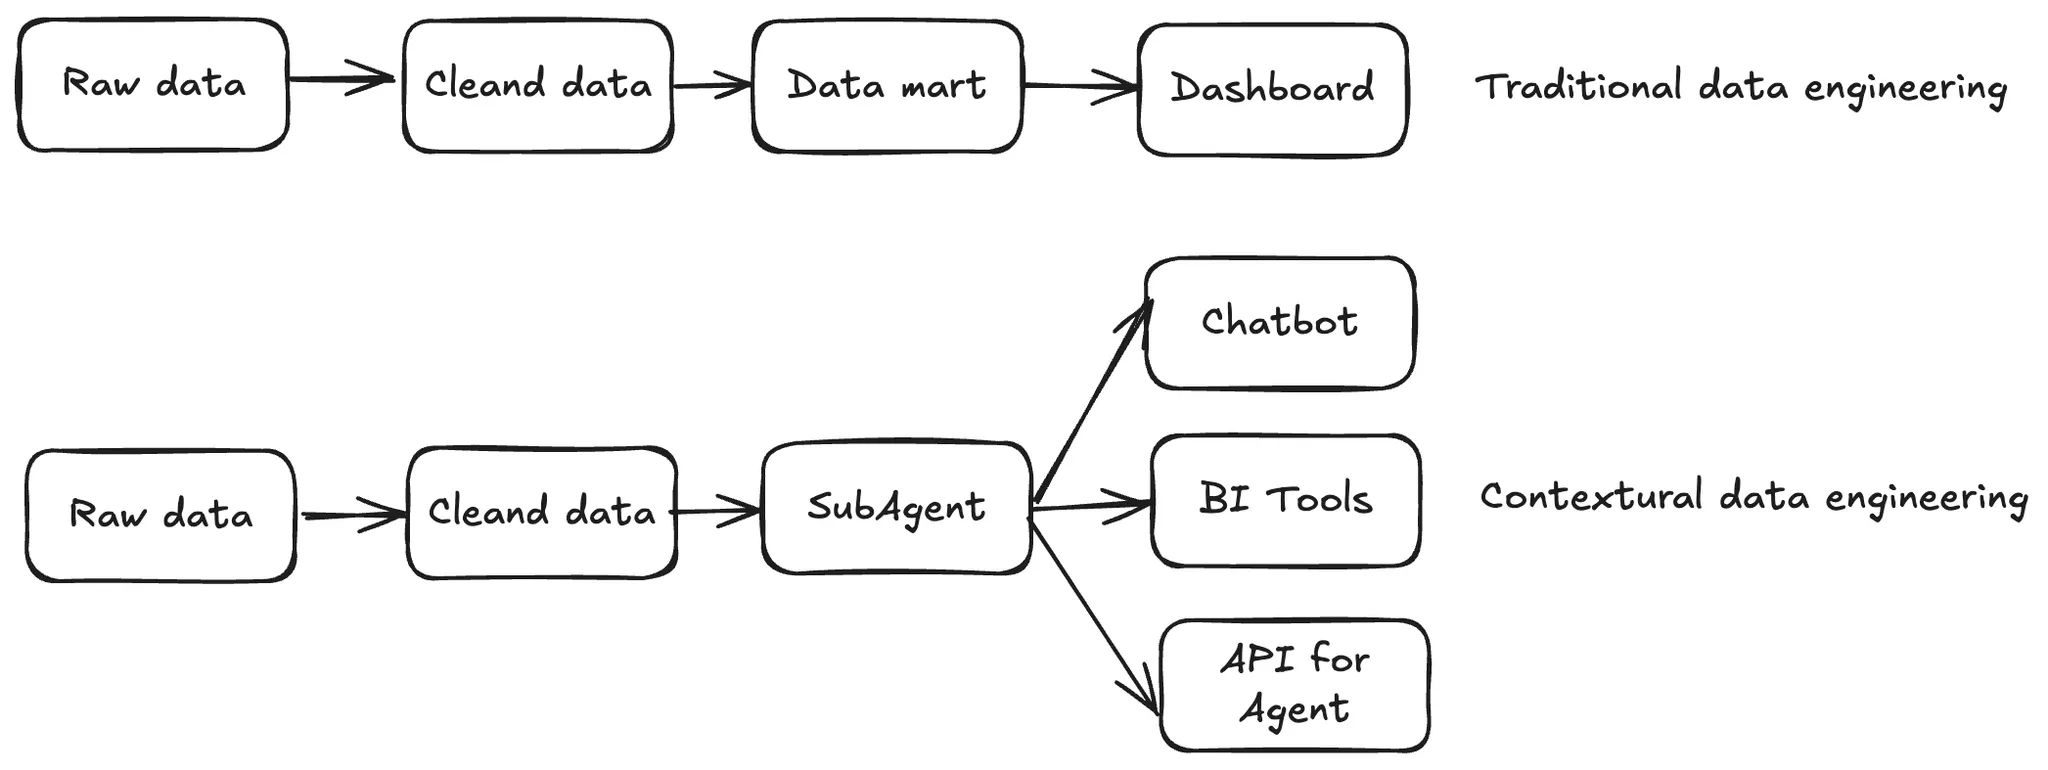 Raw data
Cleand data
Data mart
Dashboard
Traditional data engineering
Chatbot
Raw data
Cleand data
SubAgent
BI Tools
Contextural data engineering
API for
Agent